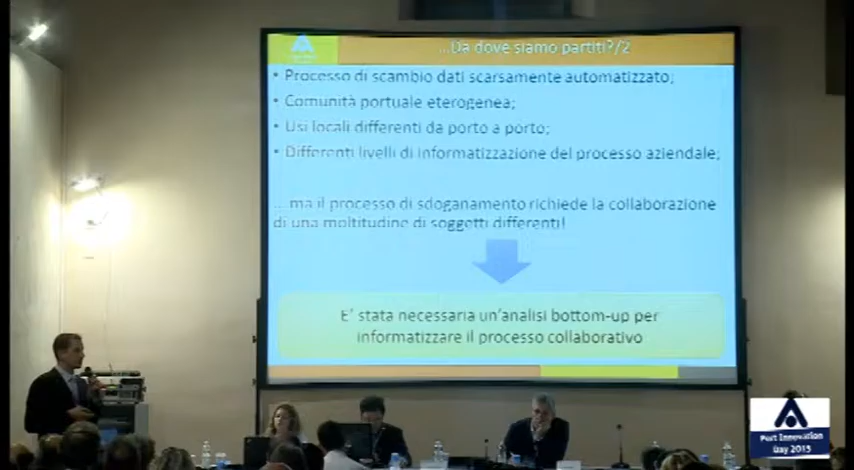 ...Da dove siamo partiti?/2
• Processo di scambio dati scarsamente automatizzato;
• Comunità portuale eterogenea;
• Usi locali differenti da porto a porto;
• Differenti livelli di informatizzazione del processo aziendale;
...ma il processo di sdoganamento richiede la collaborazione
di una moltitudine di soggetti differenti!
E' stata necessaria un'analisi bottom-up per
informatizzare il processo collaborativo
Port Innovation
Day 2015